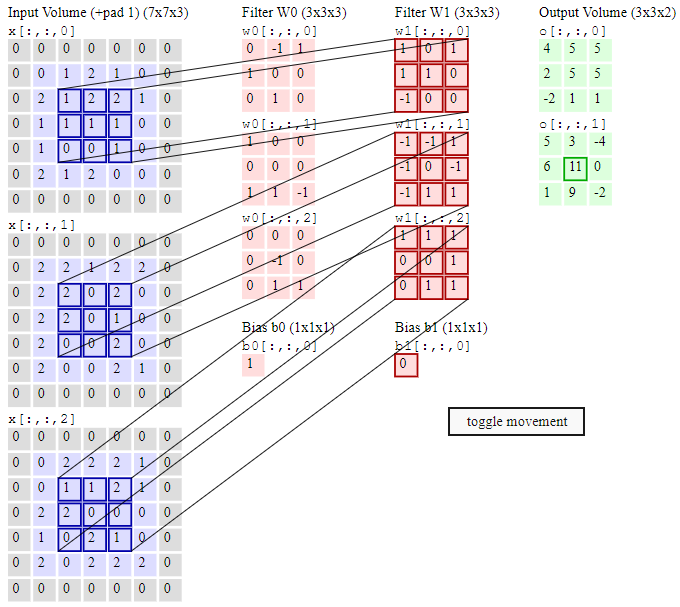 Input Volume (+pad 1) (7x7x3)
x[:,:,0]
0 0 0 0 0 0 0
0 0 1 2 1 0 0
0 2 1 2 2 1 0
0 1 1 1 1 0 0
0 1 0 0 1 0 0
0 2 1 2 0 0 0
0 0 0 0 0 0 0
x[:,:,1]
0 0 0 0 0 0 0
0 2 2 1 2 2 0
0 2 2 0 2 0 0
0 2 2 0 1 0 0
0 2 0 0 2 0 0
0 2 0 0 2 1 0
0 0 0 0 0 0 0
x[:,:,2]
0 0 0 0 0 0 0
0 0 2 2 2 1 0
0 0 1 1 2 1 0
0 2 2 0 0 0 0
0 1 0 2 1 0 0
0 2 0 2 2 2 0
0 0 0 0 0 0 0
Filter W0 (3x3x3)
w0[:,:,0]
0 -1 1
1 0 0
0 1 0
w0[:,:,1]
1 0 0
0 0 0
1 1 -1
w0[:,:,2]
0 0 0
0 -1 0
0 1 1
Bias b0 (1x1x1)
b0[:,:,0]
1
Filter W1 (3x3x3)
w1[:,:,0]
1 0 1
1 1 0
-1 0 0
w1[:,:,1]
-1 -1 1
-1 0 -1
-1 1 1
w1[:,:,2]
1 1 1
0 0 1
0 1 1
Bias b1 (1x1x1)
b1[:,:,0]
0
Output Volume (3x3x2)
o[:,:,0]
4 5 5
2 5 5
-2 1 1
o[:,:,1]
5 3 -4
6 11 0
1 9 -2
toggle movement